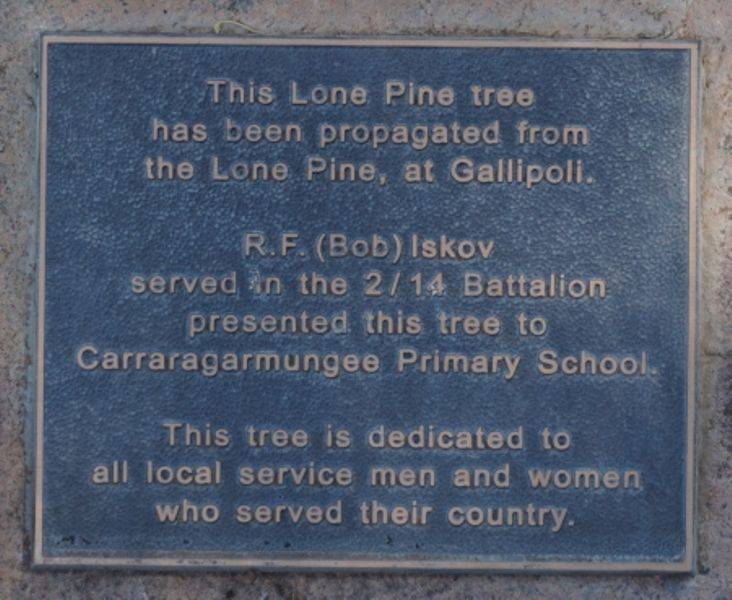 This Lone Pine tree
has been propagated from
the Lone Pine, at Gallipoli.
R.F. (Bob) Iskov
served in the 2/14 Battalion
presented this tree to
Carraragarmungee Primary School.
This tree is dedicated to
all local service men and women
who served their country.